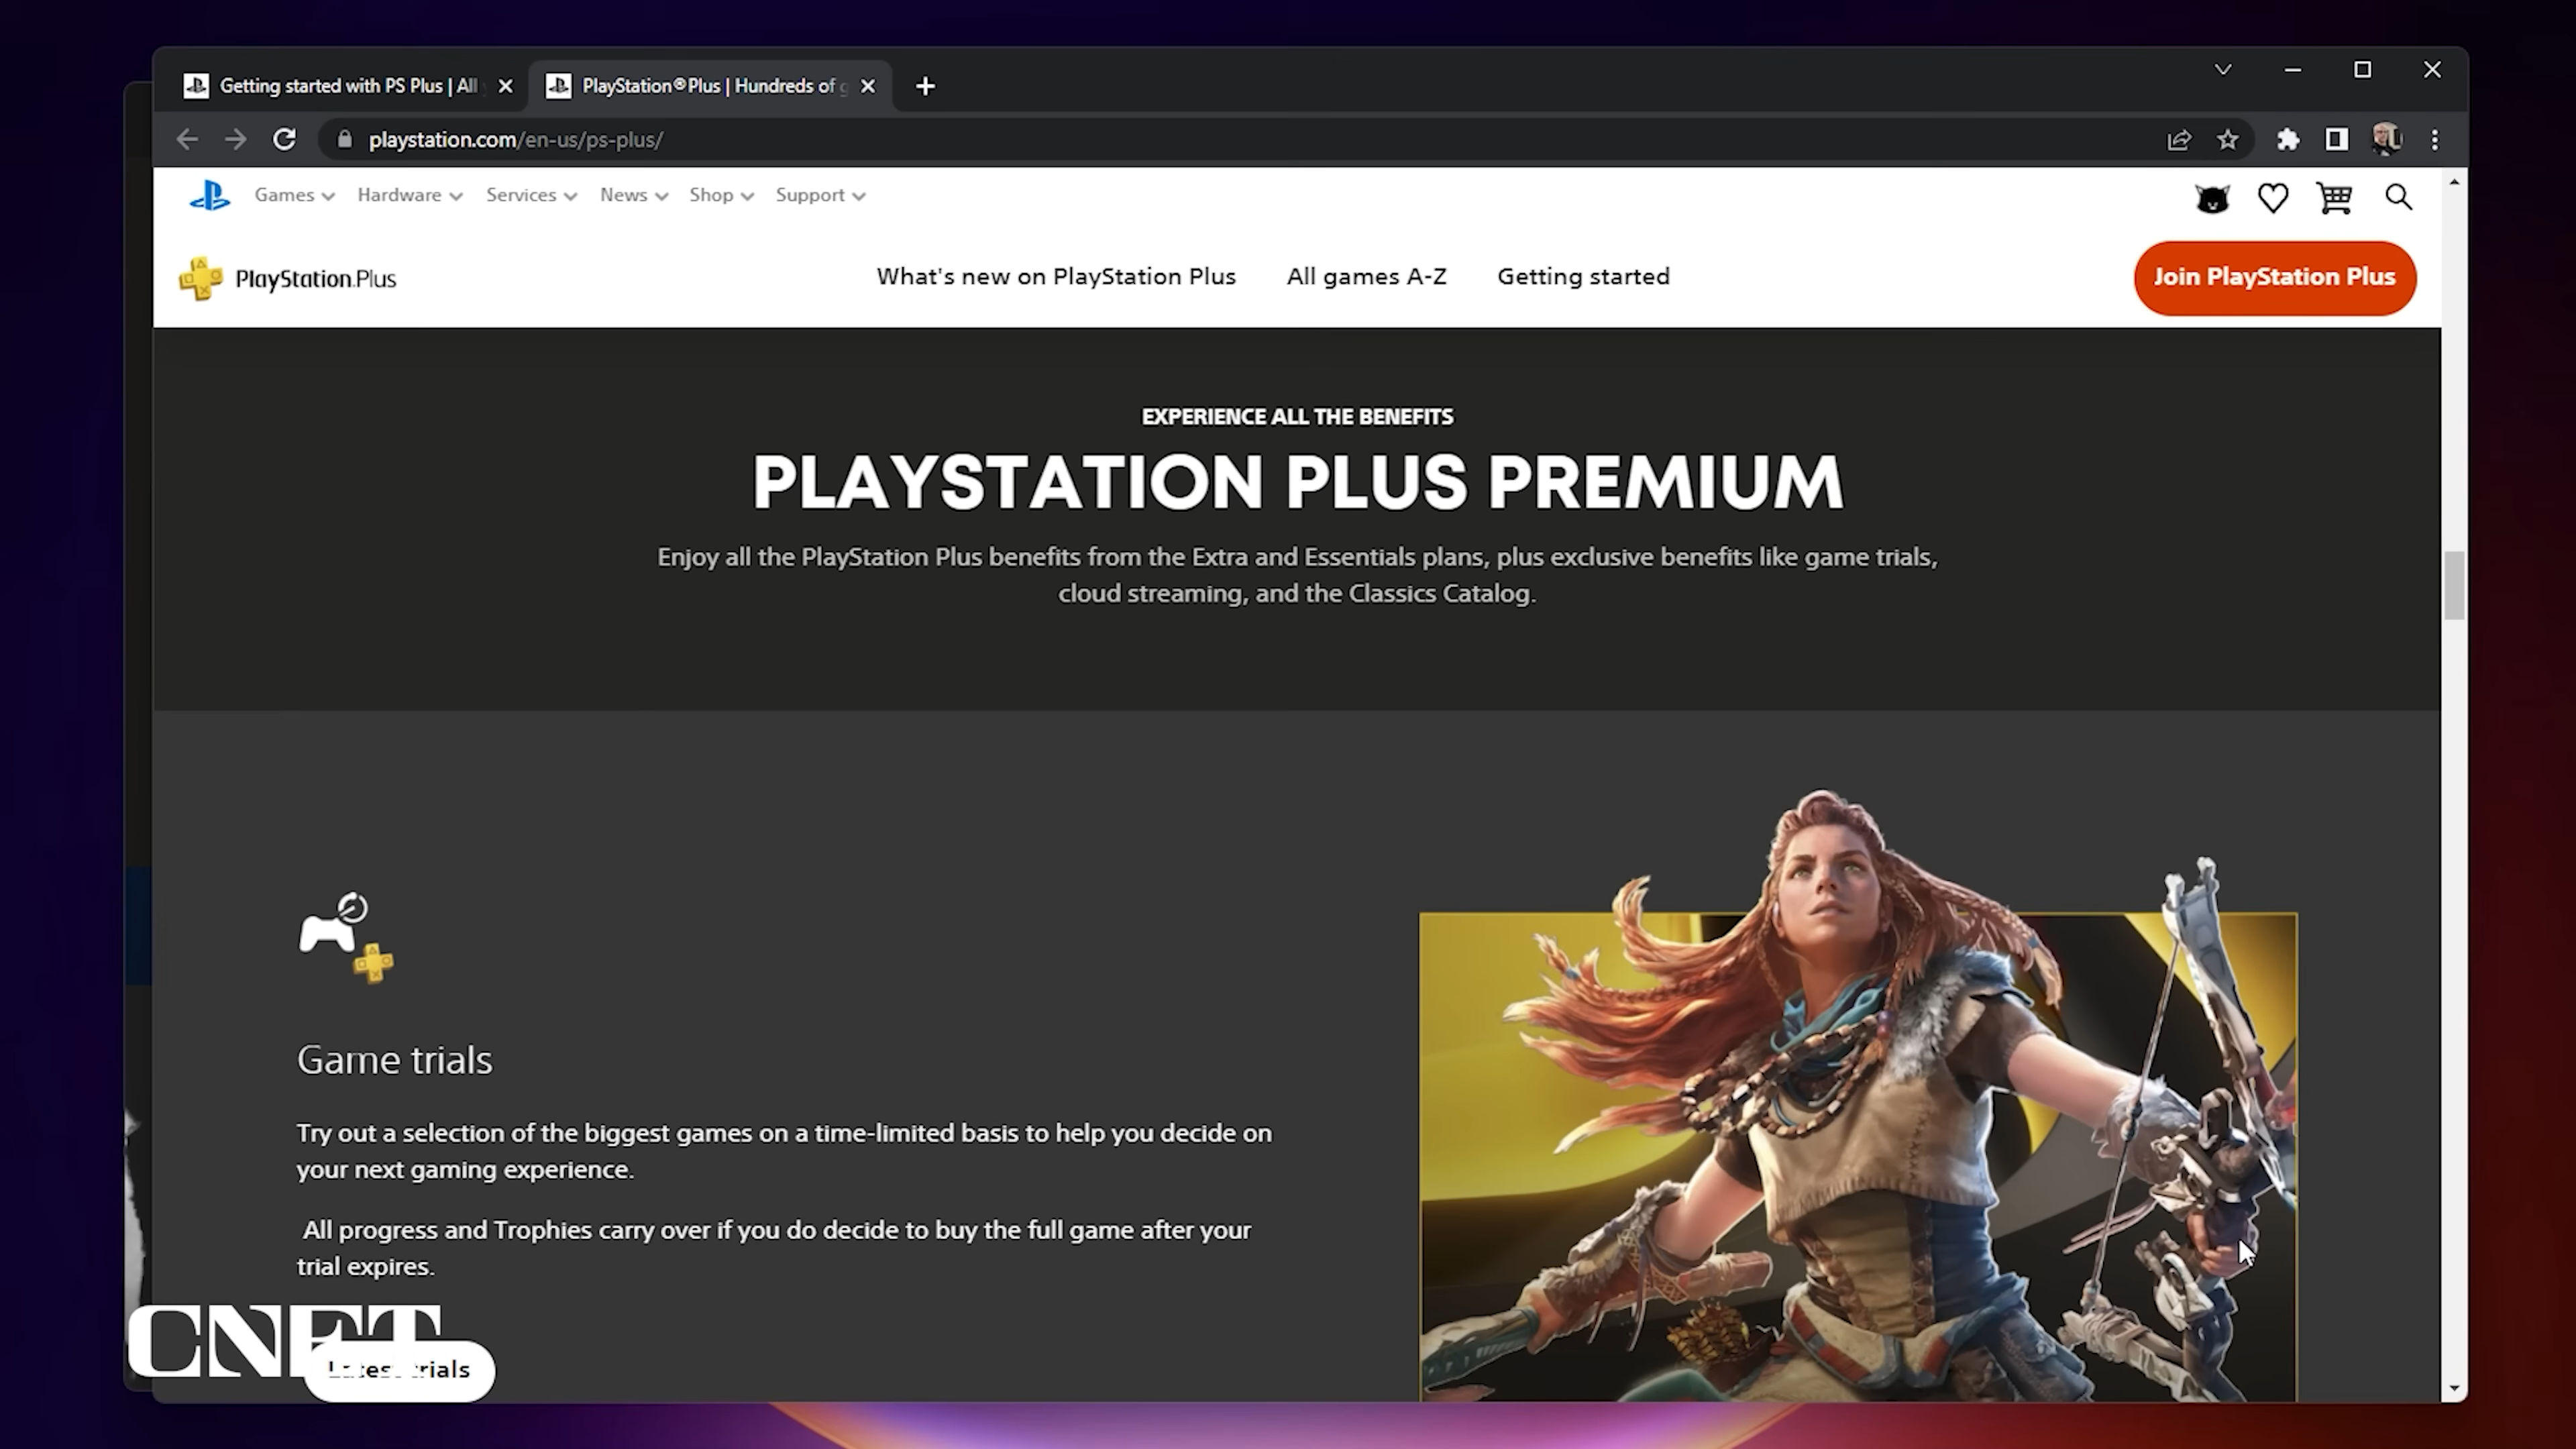 Getting started with PS Plus | All
PlayStation®Plus | Hundreds of g
playstation.com/en-us/ps-plus/
Games Hardware Services News Shop Support
PlayStation.Plus
What's new on PlayStation Plus All games A-Z Getting started
Join PlayStation Plus
EXPERIENCE ALL THE BENEFITS
PLAYSTATION PLUS PREMIUM
Enjoy all the PlayStation Plus benefits from the Extra and Essentials plans, plus exclusive benefits like game trials,
cloud streaming, and the Classics Catalog.
Game trials
Try out a selection of the biggest games on a time-limited basis to help you decide on
your next gaming experience.
All progress and Trophies carry over if you do decide to buy the full game after your
trial expires.
CNET
Latest trials